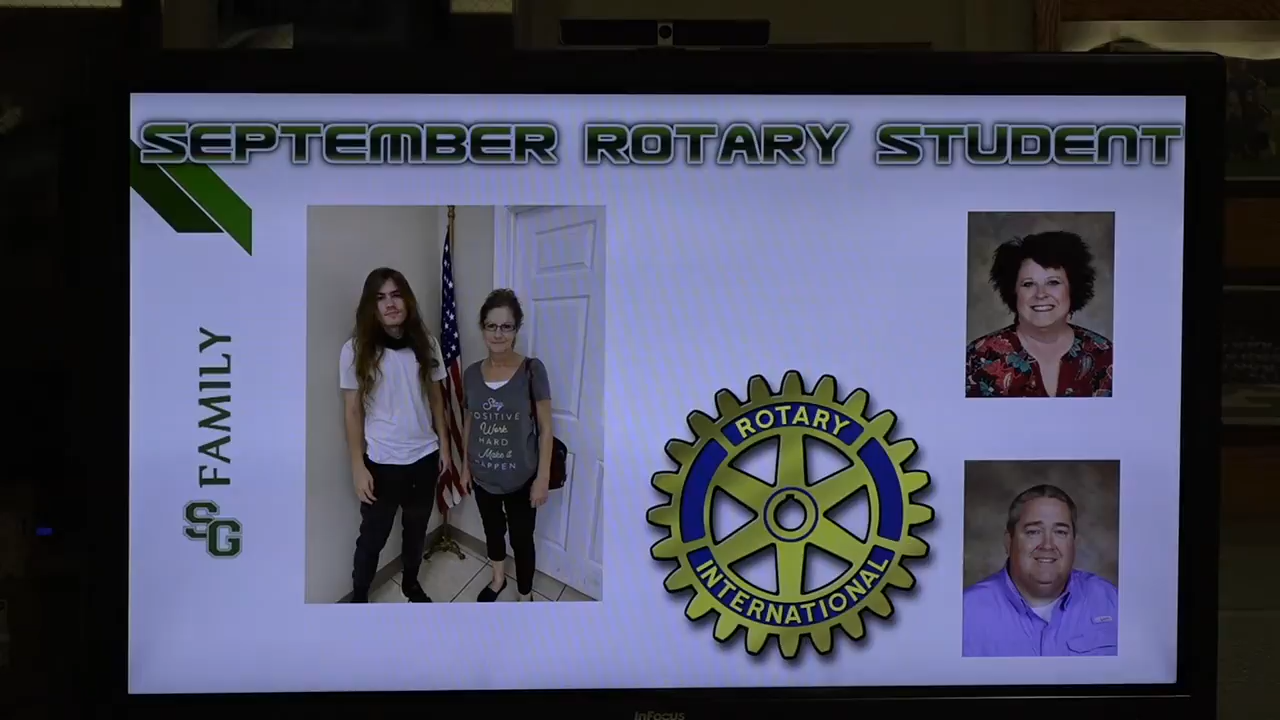 SEPTEMBER ROTARY STUDENT
SG FAMILY
Stay
POSITIVE
Work
HARD
Make it
HAPPEN
ROTARY
INTERNATIONAL
InFocus